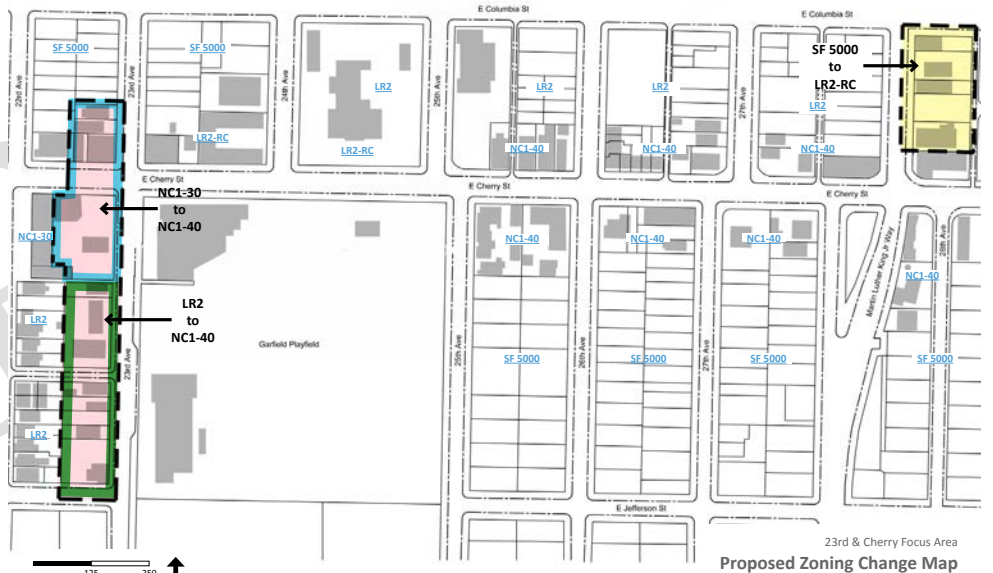 E Columbia St
E Columbia St
SF 5000
SF 5000
SF 5000
to
LR2-RC
22nd Ave
23rd Ave
24th Ave
25th Ave
27th Ave
LR2
LR2
LR2
LR2
LR2-RC
LR2-RC
NC1-40
NC1-40
E Cherry St
E Cherry St
E Cherry St
NC1-30
to
NC1-40
NC1-30
NC1-40
NC1-40
NC1-40
NC1-40
Martin Luther King Jr Way
28th Ave
LR2
to
NC1-40
LR2
Garfield Playfield
23rd Ave
25th Ave
26th Ave
27th Ave
SF 5000
SF 5000
SF 5000
SF 5000
LR2
E Jefferson St
23rd & Cherry Focus Area
Proposed Zoning Change Map
125
250